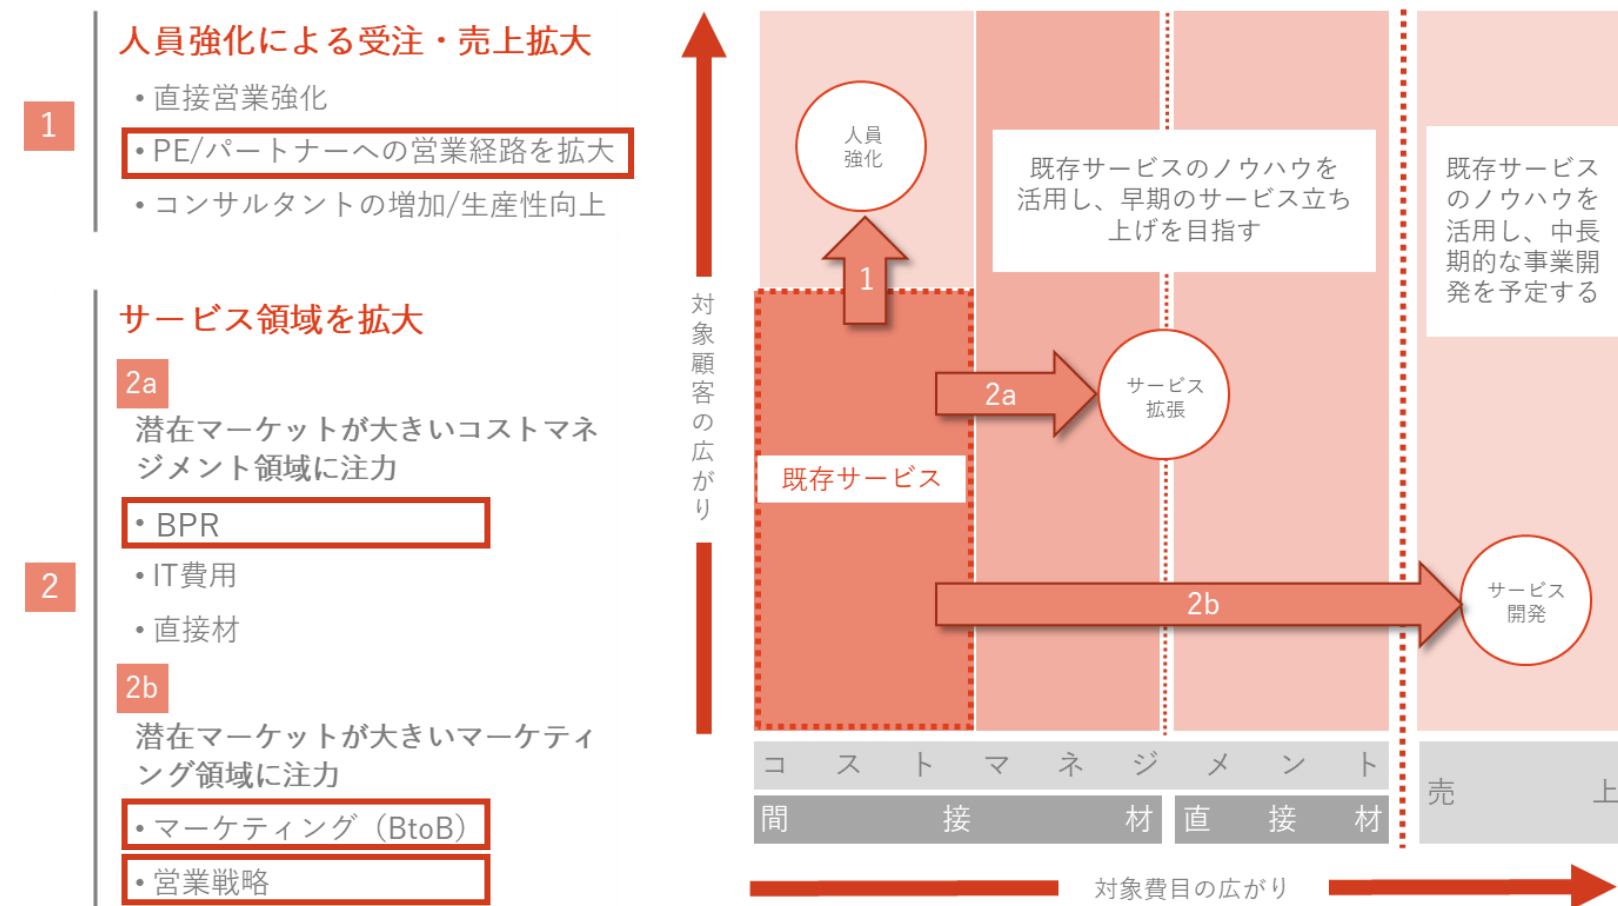 人員強化による受注・売上拡大
1
• 直接営業強化
• PE/パートナーへの営業経路を拡大
• コンサルタントの増加/生産性向上
サービス領域を拡大
2a
潜在マーケットが大きいコストマネ
ジメント領域に注力
• BPR
2
• IT費用
• 直接材
2b
潜在マーケットが大きいマーケティ
ング領域に注力
• マーケティング（BtoB）
• 営業戦略
対象顧客の広がり
人員
強化
1
既存サービスのノウハウを
活用し、早期のサービス立ち
上げを目指す
既存サービス
のノウハウを
活用し、中長
期的な事業開
発を予定する
2a
サービス
拡張
既存サービス
2b
サービス
開発
コストマネジメント
間接材
直接材
売上
対象費目の広がり